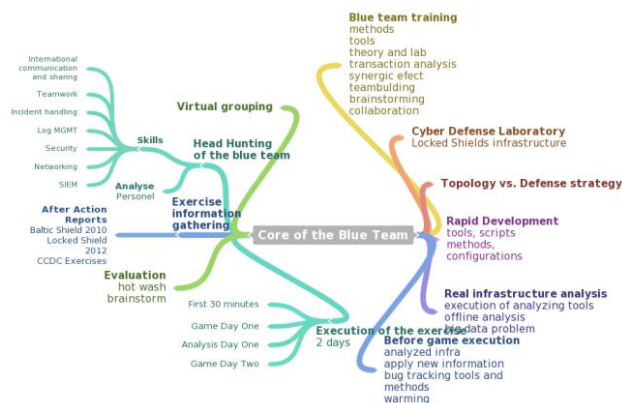 Blue team training
methods
tools
theory and lab
transaction analysis
synergic efect
teambulding
brainstorming
collaboration
International
communication
and sharing
Teamwork
Incident handling
Log MGMT
Security
Networking
SIEM
Skills
Analyse
Personel
Virtual grouping
Head Hunting
of the blue team
Exercise
information
gathering
After Action
Reports
Baltic Shield 2010
Locked Shield
2012
CCDC Exercises
Evaluation
hot wash
brainstorm
Core of the Blue Team
Cyber Defense Laboratory
Locked Shields infrastructure
Topology vs. Defense strategy
Rapid Development
tools, scripts
methods,
configurations
Real infrastructure analysis
execution of analyzing tools
offline analysis
big data problem
First 30 minutes
Game Day One
Analysis Day One
Game Day Two
Execution of the exercise
2 days
Before game execution
analyzed infra
apply new information
bug tracking tools and
methods
warming